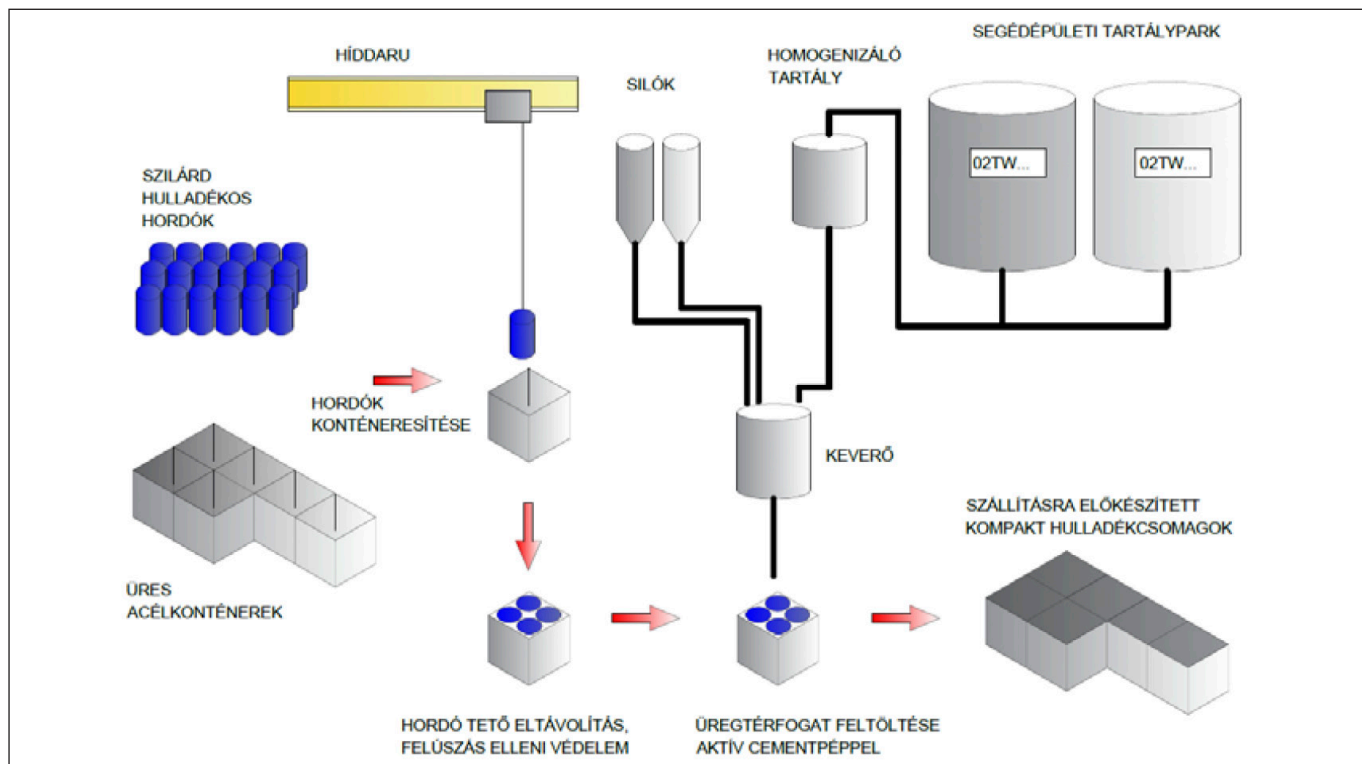 HÍDDARU
SILÓK
HOMOGENIZÁLÓ
TARTÁLY
SEGÉDÉPÜLETI TARTÁLYPARK
02TW...
02TW...
SZILÁRD
HULLADÉKOS
HORDÓK
HORDÓK
KONTÉNERESÍTÉSE
KEVERŐ
ÜRES
ACÉLKONTÉNEREK
SZÁLLÍTÁSRA ELŐKÉSZÍTETT
KOMPAKT HULLADÉKCSOMAGOK
HORDÓ TETŐ ELTÁVOLÍTÁS,
FELÚSZÁS ELLENI VÉDELEM
ÜREGTÉRFOGAT FELTÖLTÉSE
AKTÍV CEMENTPÉPPEL